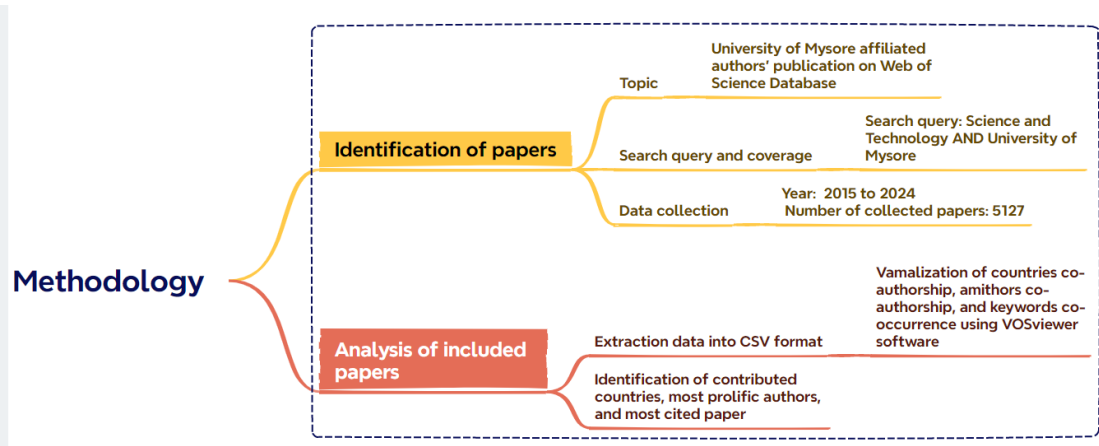 Methodology
Identification of papers
Topic
University of Mysore affiliated
authors' publication on Web of
Science Database
Search query and coverage
Search query: Science and
Technology AND University of
Mysore
Data collection
Year: 2015 to 2024
Number of collected papers: 5127
Analysis of included
papers
Extraction data into CSV format
Vamalization of countries co-
authorship, amithors co-
authorship, and keywords co-
occurrence using VOSviewer
software
Identification of contributed
countries, most prolific authors,
and most cited paper